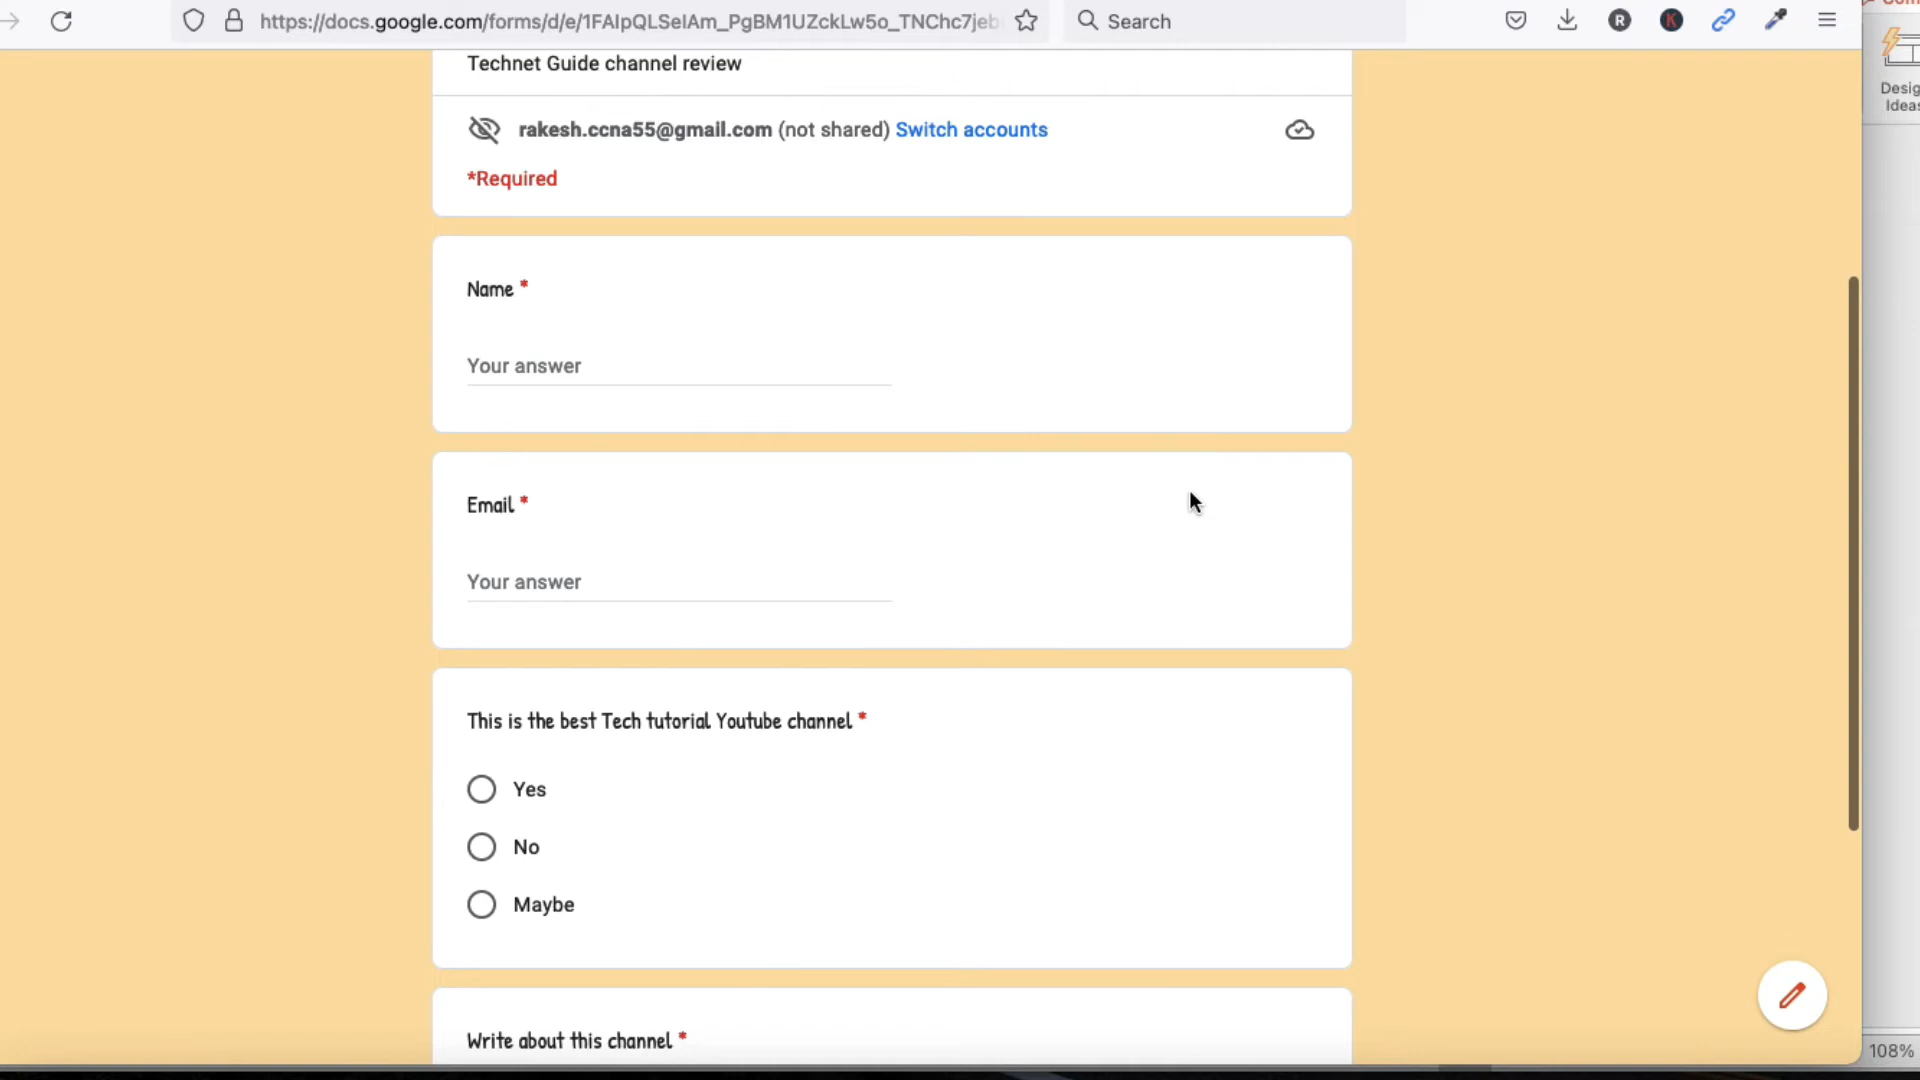 https://docs.google.com/forms/d/e/1FAIpQLSeIAm_PgBM1UZckLw5o_TNChc7jeb
Search
R
K
Desig
Ideas
Technet Guide channel review
rakesh.ccna55@gmail.com (not shared) Switch accounts
*Required
Name *
Your answer
Email *
Your answer
This is the best Tech tutorial Youtube channel *
Yes
No
Maybe
Write about this channel *
108%